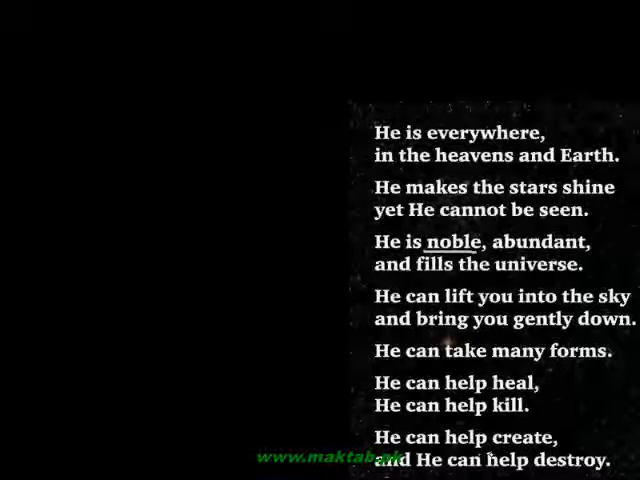 He is everywhere,
in the heavens and Earth.
He makes the stars shine
yet He cannot be seen.
He is noble, abundant,
and fills the universe.
He can lift you into the sky
and bring you gently down.
He can take many forms.
He can help heal,
He can help kill.
He can help create,
and He can help destroy.
www.maktab.pk